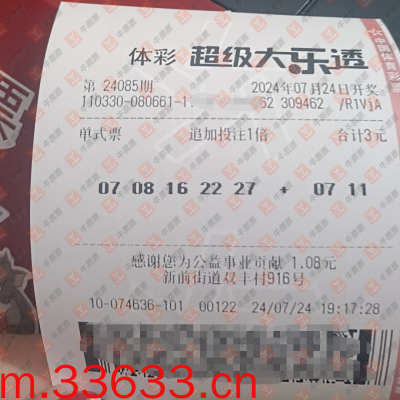 体彩 超级大乐透
第 24085期 2024年07月24日开奖
110330-080661-1 62 309462 /R1VjA
单式票 追加投注1倍 合计3元
07 08 16 22 27 + 07 11
感谢您为公益事业贡献 1.08元
新前街道双丰村916号
10-074636-101 00122 24/07/24 19:17:28
m.33633.cn